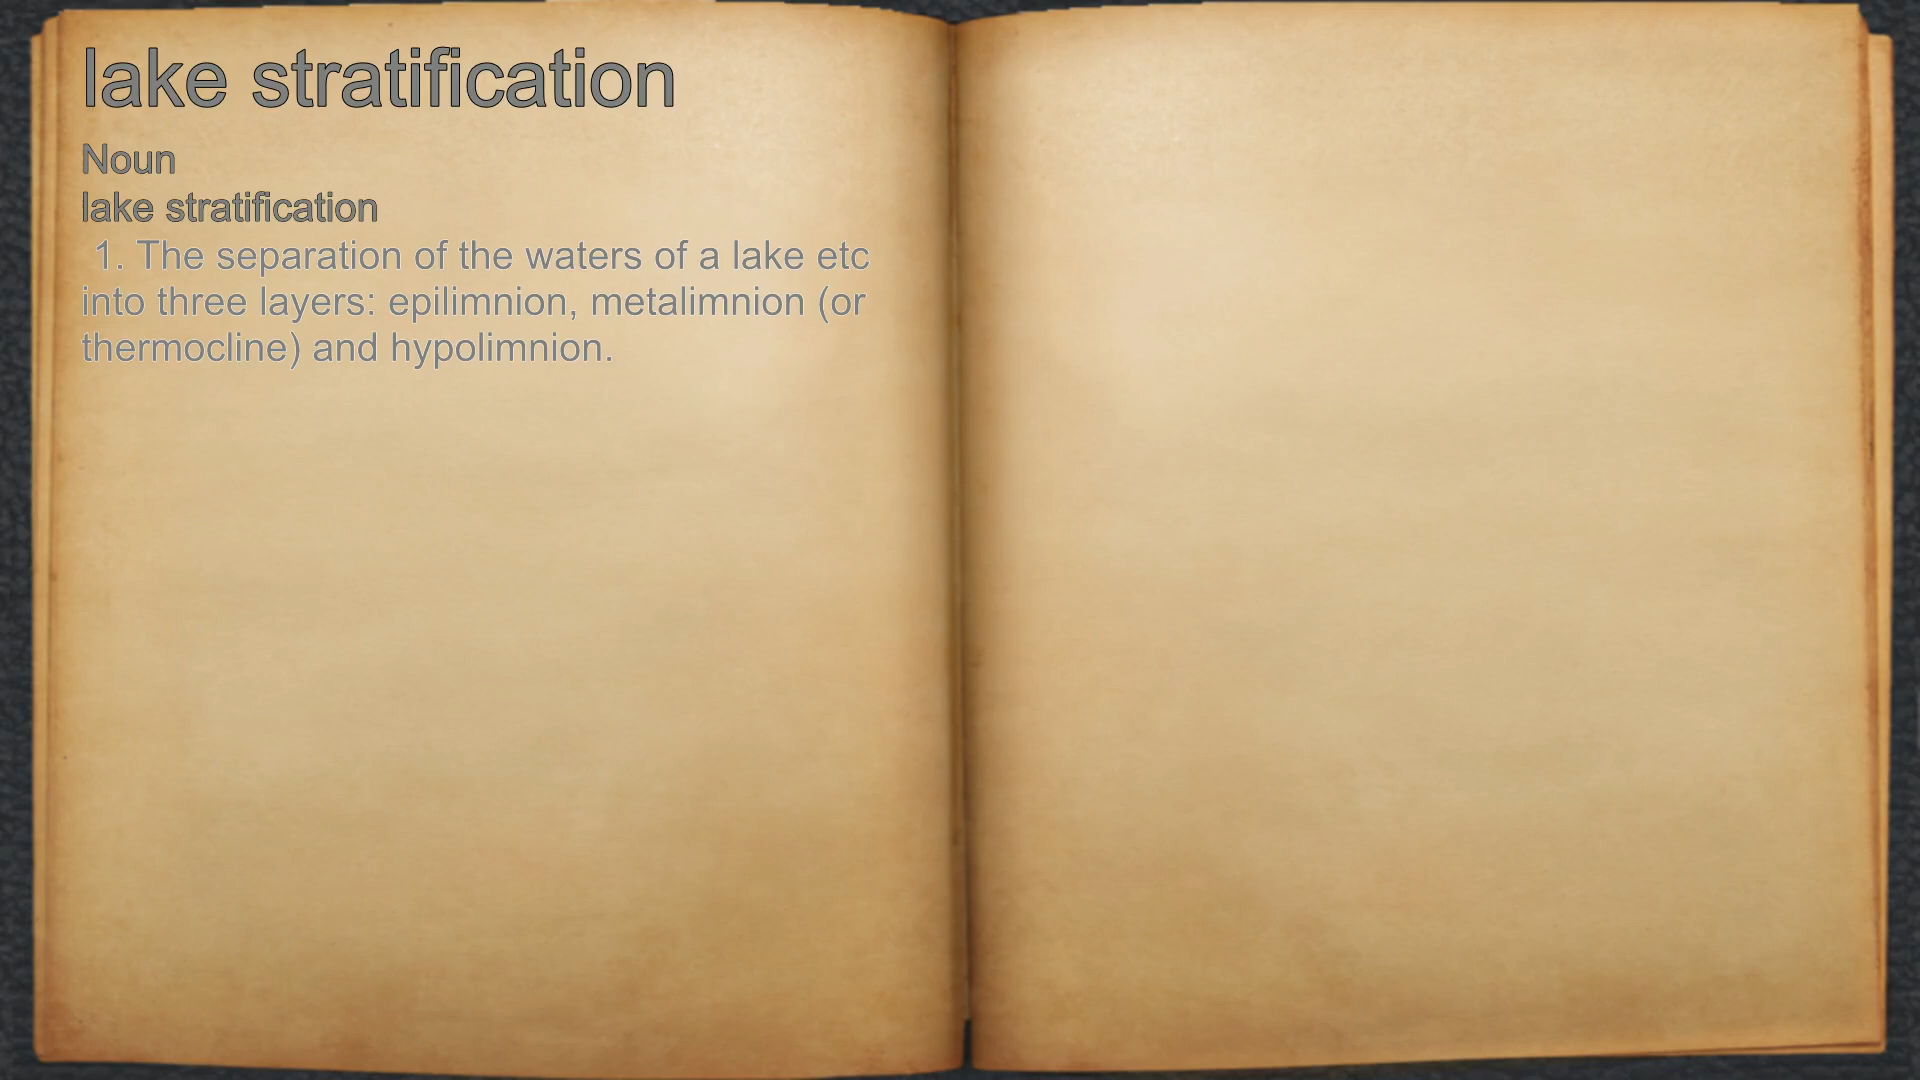 lake stratification
Noun
lake stratification
1. The separation of the waters of a lake etc
into three layers: epilimnion, metalimnion (or
thermocline) and hypolimnion.